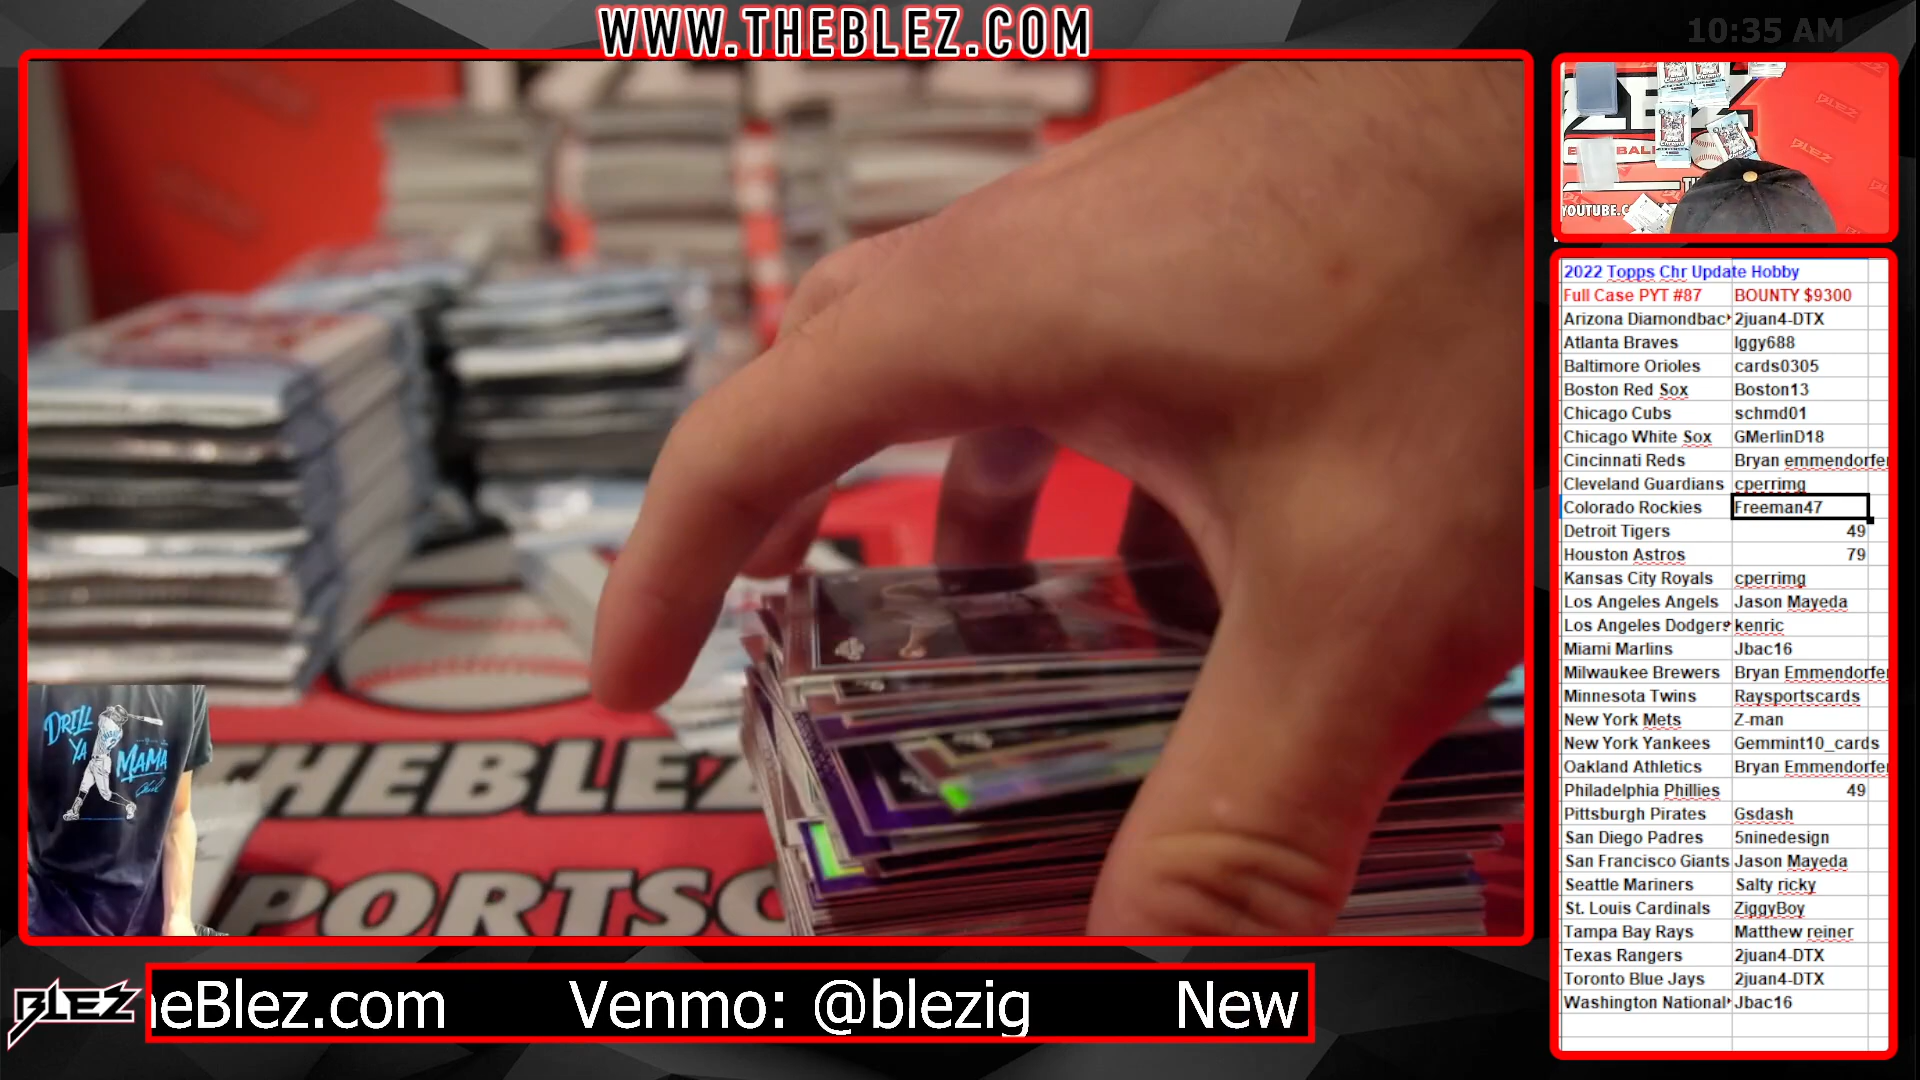 WWW.THEBLEZ.COM
10:35 AM
BASEBALL
YOUTUBE.C
2022 Topps Chr Update Hobby
Full Case PYT #87 BOUNTY $9300
Arizona Diamondbac 2juan4-DTX
Atlanta Braves Iggy688
Baltimore Orioles cards0305
Boston Red Sox Boston13
Chicago Cubs schmd01
Chicago White Sox GMerlinD18
Cincinnati Reds Bryan emmendorfer
Cleveland Guardians cperrimg
Colorado Rockies Freeman47
Detroit Tigers 49
Houston Astros 79
Kansas City Royals cperrimg
Los Angeles Angels Jason Mayeda
Los Angeles Dodgers kenric
Miami Marlins Jbac16
Milwaukee Brewers Bryan Emmendorfer
Minnesota Twins Raysportscards
New York Mets Z-man
New York Yankees Gemmint10_cards
Oakland Athletics Bryan Emmendorfer
Philadelphia Phillies 49
Pittsburgh Pirates Gsdash
San Diego Padres 5ninedesign
San Francisco Giants Jason Mayeda
Seattle Mariners Salty ricky
St. Louis Cardinals ZiggyBoy
Tampa Bay Rays Matthew reiner
Texas Rangers 2juan4-DTX
Toronto Blue Jays 2juan4-DTX
Washington National Jbac16
DRILL
YA
MAMA
THEBLEZ
PORTSC
BLEZ
heBlez.com Venmo: @blezig New